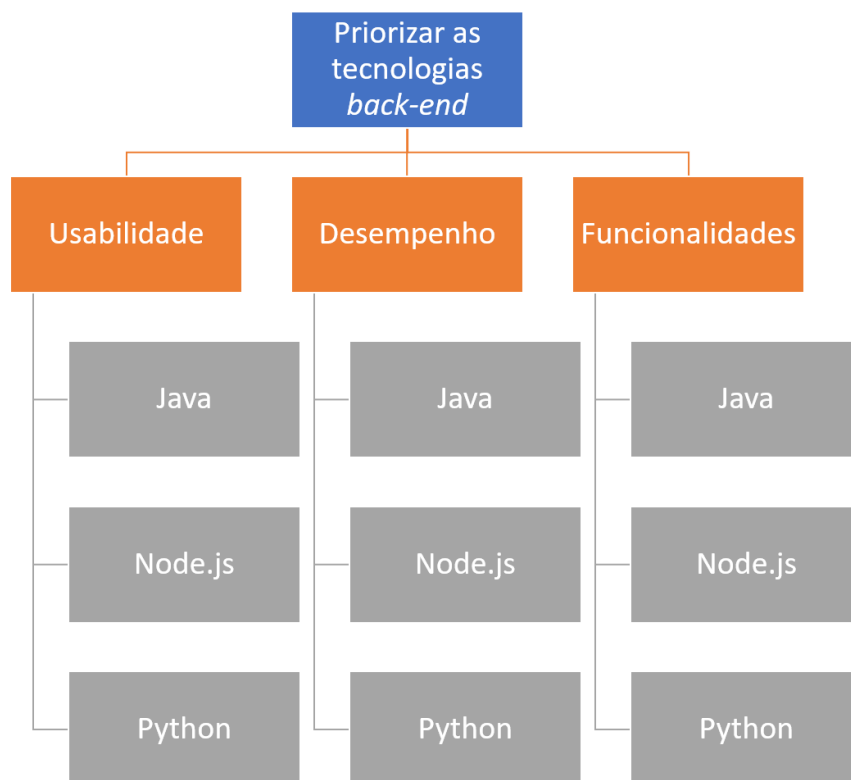 Priorizar as
tecnologias
back-end
Usabilidade
Desempenho
Funcionalidades
Java
Java
Java
Node.js
Node.js
Node.js
Python
Python
Python